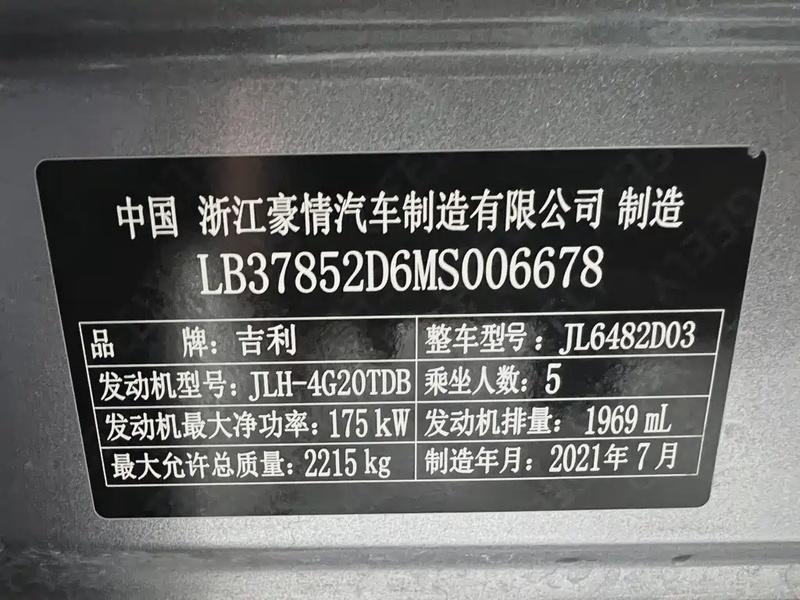 中国 浙江豪情汽车制造有限公司 制造
LB37852D6MS006678
品 牌: 吉利 整车型号: JL6482D03
发动机型号: JLH-4G20TDB 乘坐人数: 5
发动机最大净功率: 175 kW 发动机排量: 1969 mL
最大允许总质量: 2215 kg 制造年月: 2021年7月